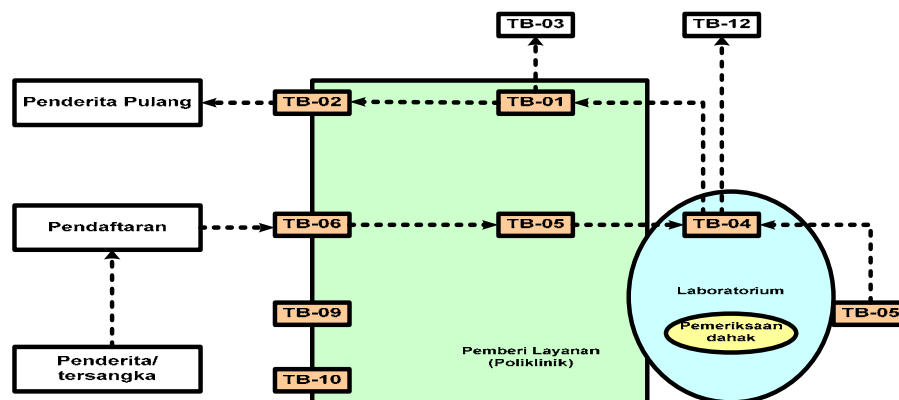 TB-03
TB-12
Penderita Pulang
TB-02
TB-01
Pendaftaran
TB-06
TB-05
TB-04
Laboratorium
TB-09
TB-05
Pemeriksaan
dahak
Penderita/
tersangka
Pemberi Layanan
(Poliklinik)
TB-10